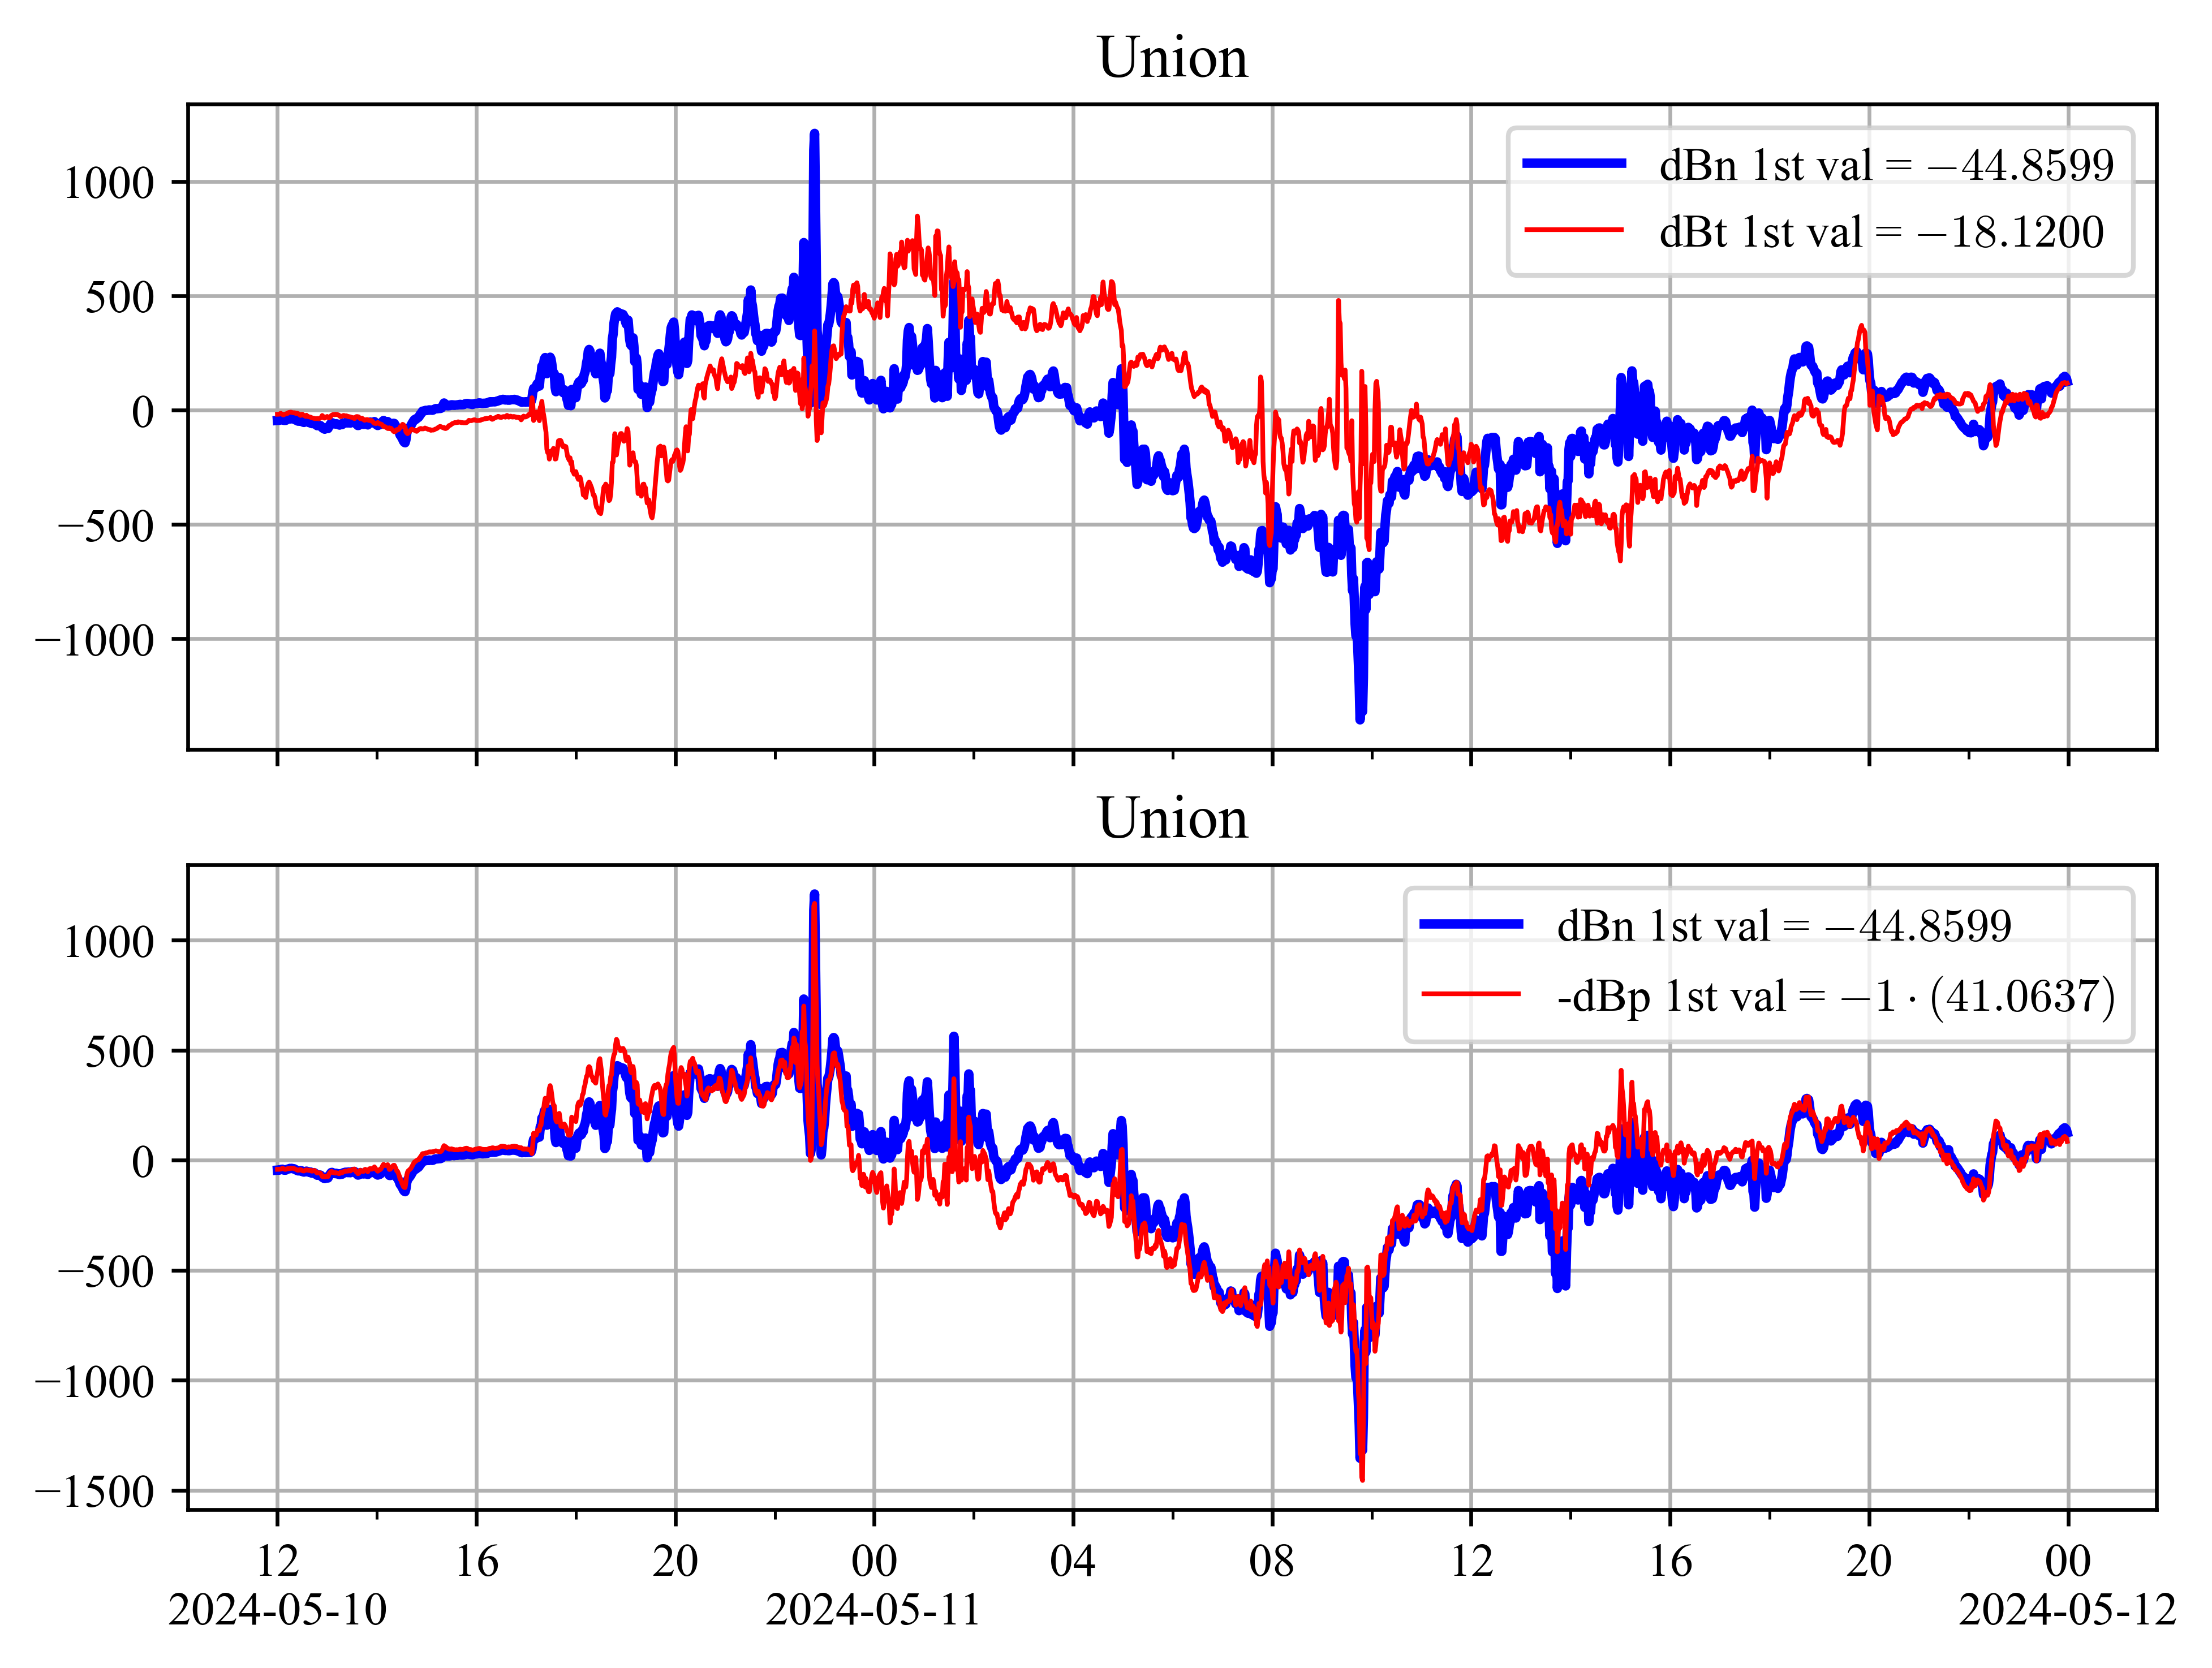 Union
1000
500
0
−500
−1000
dBn 1st val = −44.8599
dBt 1st val = −18.1200
Union
1000
500
0
−500
−1000
−1500
dBn 1st val = −44.8599
-dBp 1st val = −1 · (41.0637)
12 16 20 00 04 08 12 16 20 00
2024-05-10 2024-05-11 2024-05-12